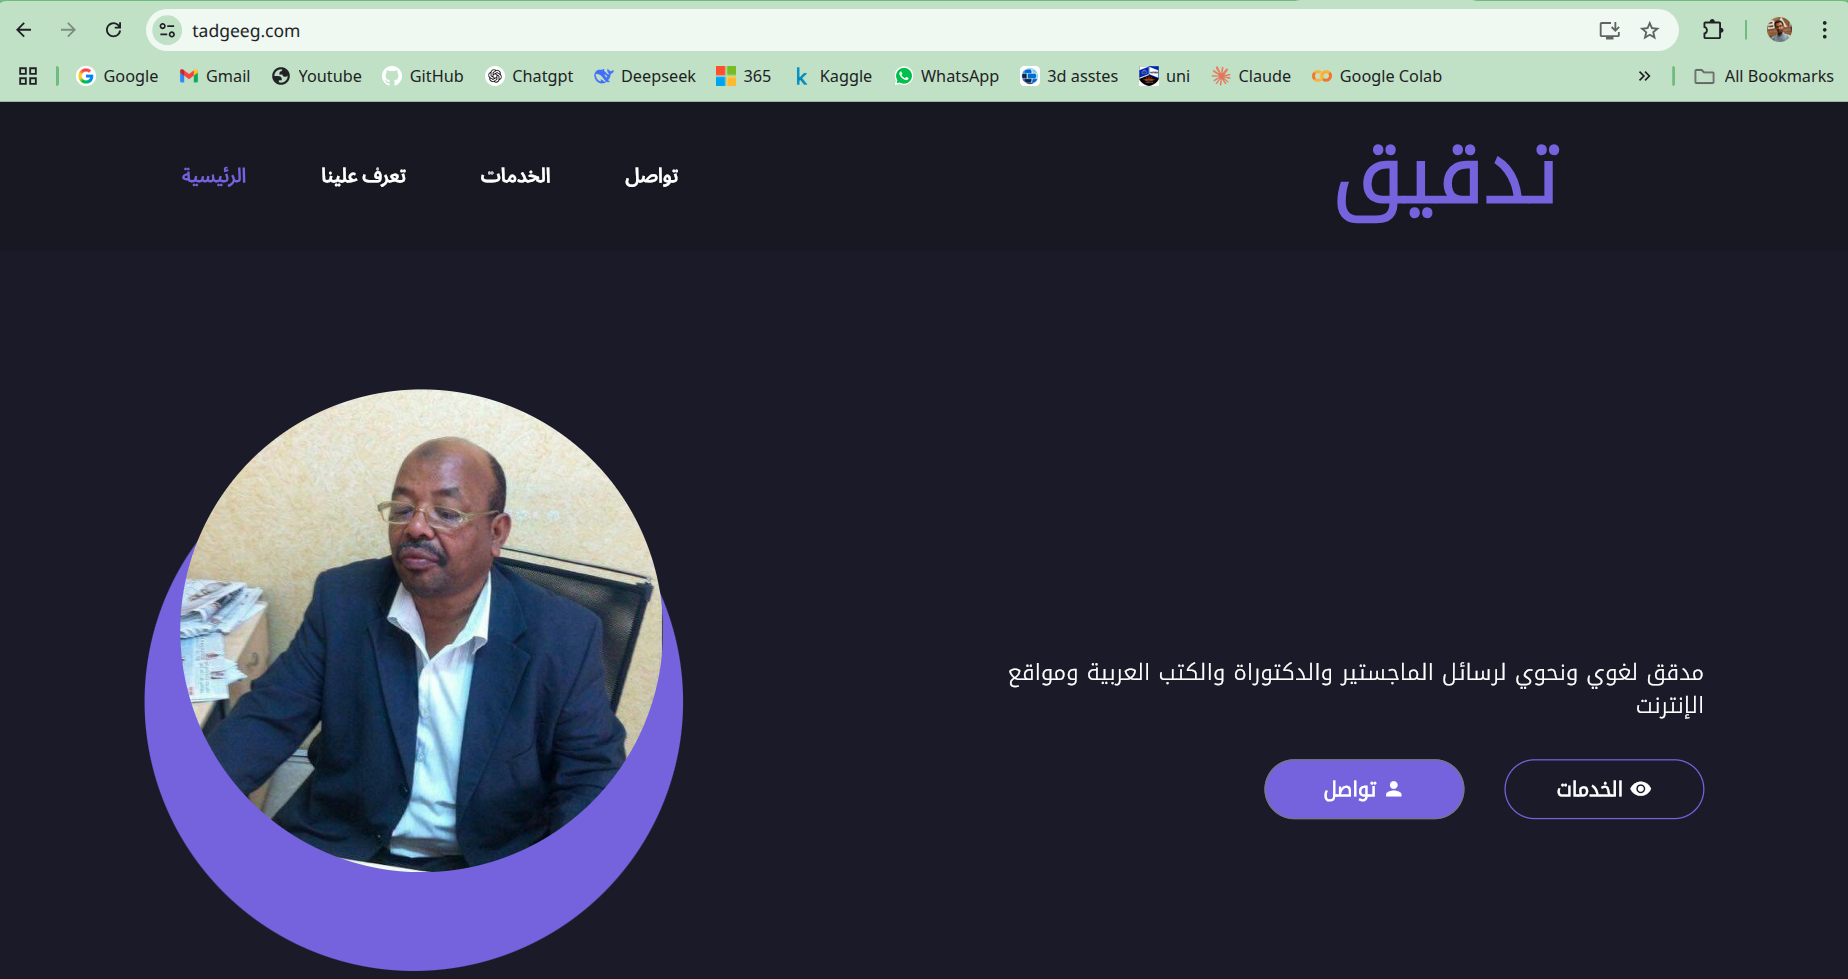 tadgeeg.com
Google Gmail Youtube GitHub Chatgpt Deepseek 365 Kaggle WhatsApp 3d asstes uni Claude Google Colab » All Bookmarks
تدقيق
تواصل
الخدمات
تعرف علينا
الرئيسية
مدقق لغوي ونحوي لرسائل الماجستير والدكتوراة والكتب العربية ومواقع
الإنترنت
الخدمات
تواصل